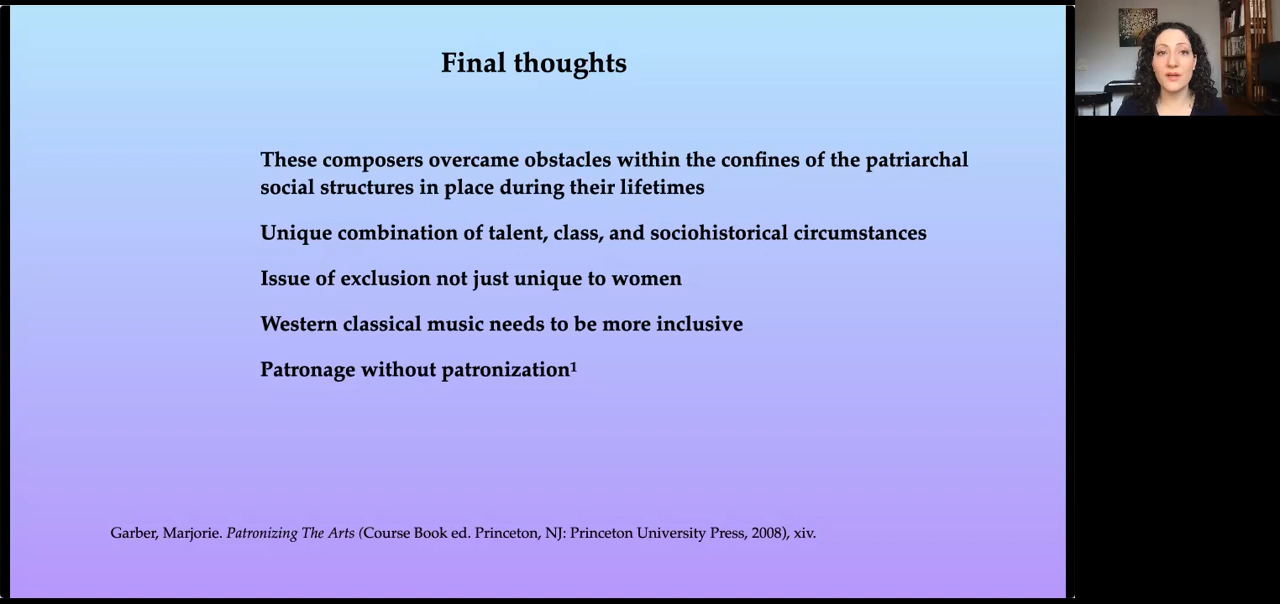 Final thoughts
These composers overcame obstacles within the confines of the patriarchal
social structures in place during their lifetimes
Unique combination of talent, class, and sociohistorical circumstances
Issue of exclusion not just unique to women
Western classical music needs to be more inclusive
Patronage without patronization¹
Garber, Marjorie. Patronizing The Arts (Course Book ed. Princeton, NJ: Princeton University Press, 2008), xiv.